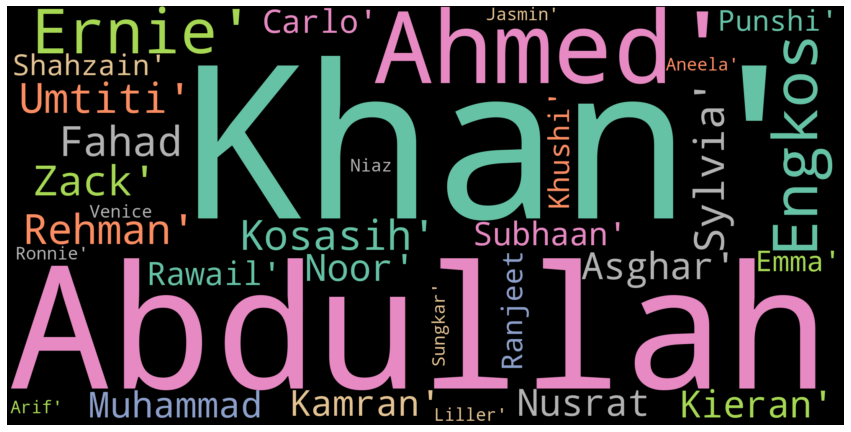 Ernie'
Carlo'
Jasmin'
Punshi'
Ahmed'
Shahzain'
Aneela'
Umtiti'
Khan'
Engkos
Fahad
Khushi'
Sylvia'
Niaz
Zack'
Venice
Rehman'
Kosasih'
Subhaan'
Ronnie'
Rawail'
Noor'
Ranjeet
Asghar'
Emma'
Abdullah
Sungkar'
Arif'
Muhammad
Kamran'
Liller'
Nusrat
Kieran'